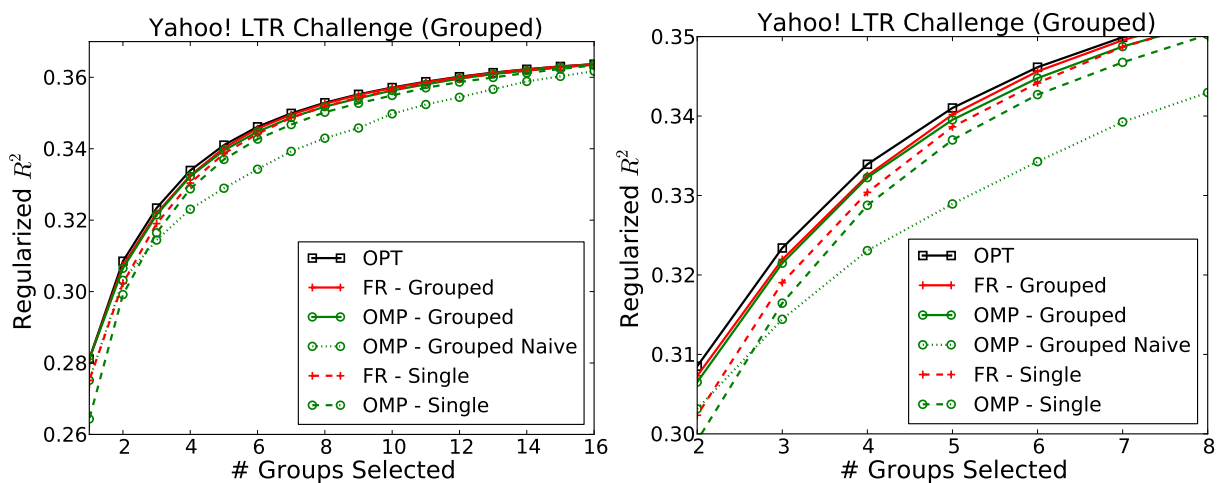 Yahoo! LTR Challenge (Grouped)
Regularized R²
0.36
0.34
0.32
0.30
0.28
0.26
OPT
FR - Grouped
OMP - Grouped
OMP - Grouped Naive
FR - Single
OMP - Single
2 4 6 8 10 12 14 16
# Groups Selected
Yahoo! LTR Challenge (Grouped)
Regularized R²
0.35
0.34
0.33
0.32
0.31
0.30
OPT
FR - Grouped
OMP - Grouped
OMP - Grouped Naive
FR - Single
OMP - Single
2 3 4 5 6 7 8
# Groups Selected